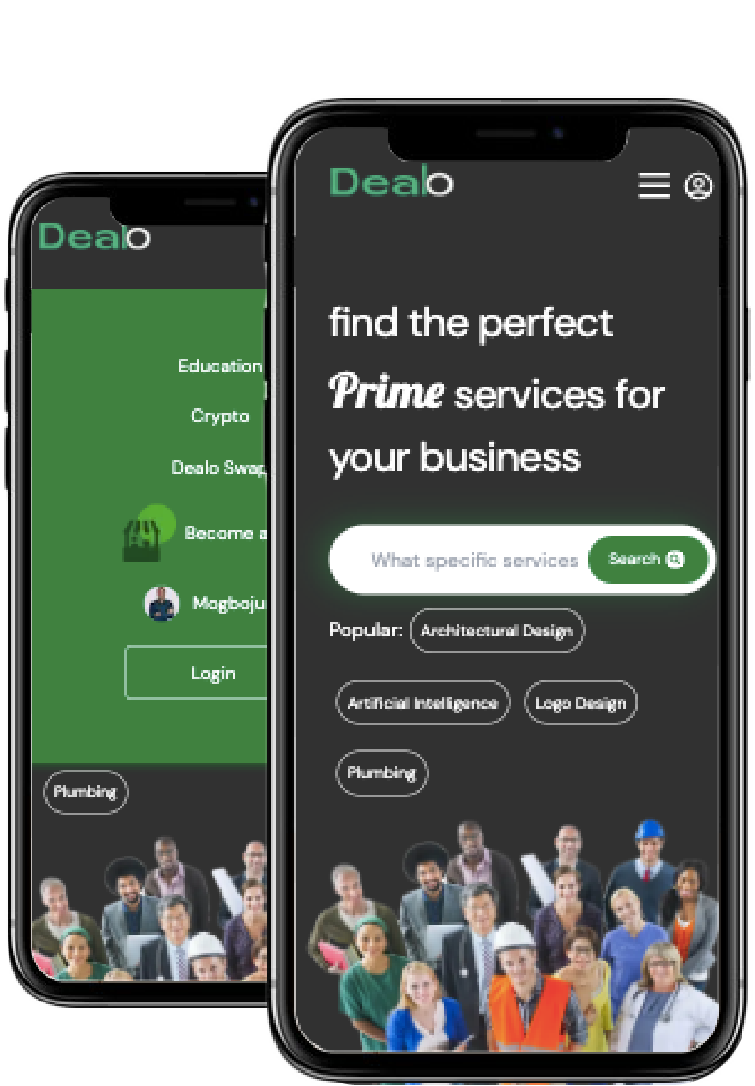 Dealo
Education
Crypto
Dealo Swap
Become a
Mogboju
Login
Plumbing
Dealo
find the perfect
Prime services for
your business
What specific services
Search
Popular: Architectural Design
Artificial Intelligence
Logo Design
Plumbing